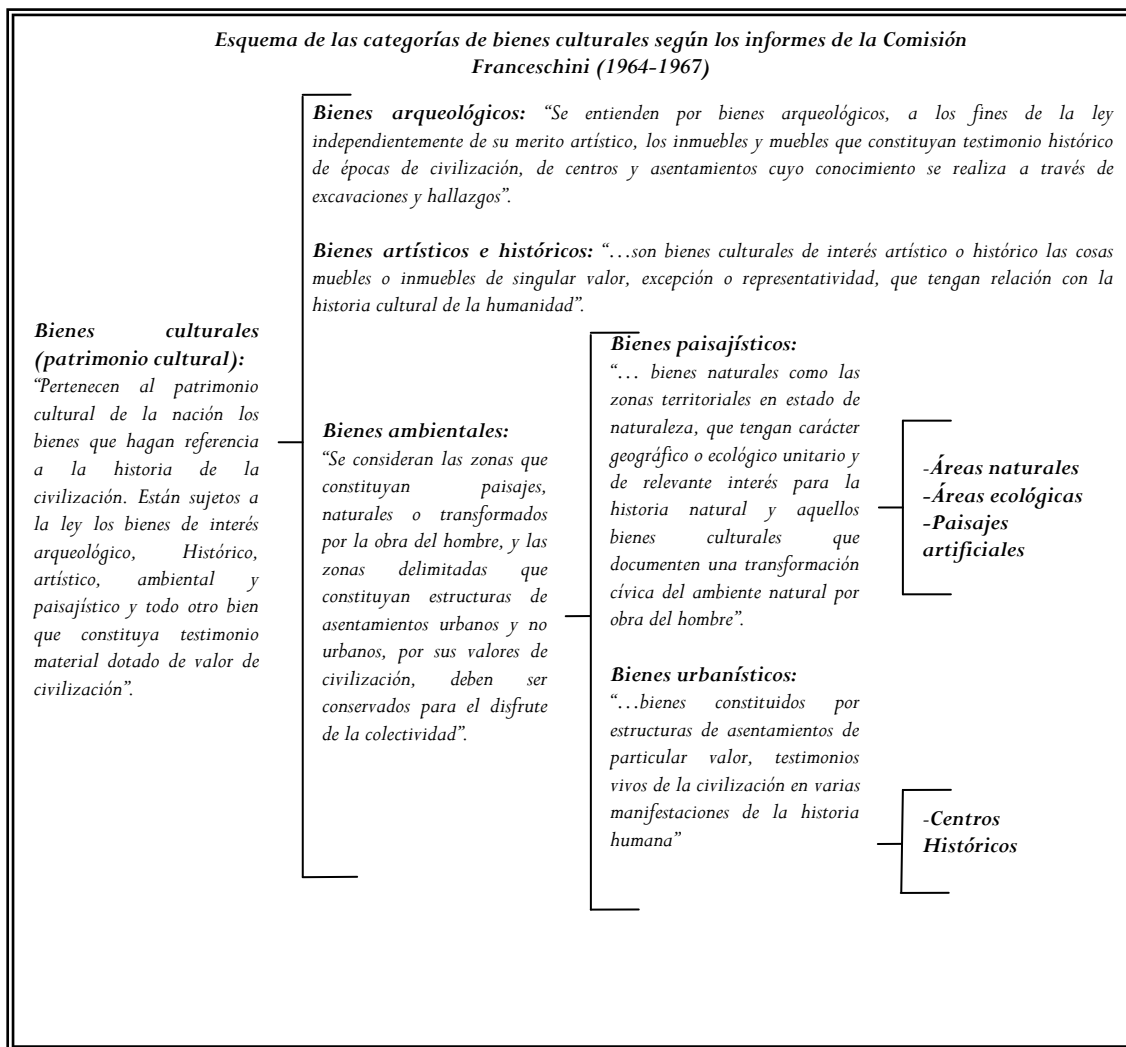 Esquema de las categorías de bienes culturales según los informes de la Comisión
Franceschini (1964-1967)
Bienes arqueológicos: “Se entienden por bienes arqueológicos, a los fines de la ley
independientemente de su merito artístico, los inmuebles y muebles que constituyan testimonio histórico
de épocas de civilización, de centros y asentamientos cuyo conocimiento se realiza a través de
excavaciones y hallazgos”.
Bienes artísticos e históricos: “…son bienes culturales de interés artístico o histórico las cosas
muebles o inmuebles de singular valor, excepción o representatividad, que tengan relación con la
historia cultural de la humanidad”.
Bienes culturales
(patrimonio cultural):
“Pertenecen al patrimonio
cultural de la nación los
bienes que hagan referencia
a la historia de la
civilización. Están sujetos a
la ley los bienes de interés
arqueológico, Histórico,
artístico, ambiental y
paisajístico y todo otro bien
que constituya testimonio
material dotado de valor de
civilización”.
Bienes ambientales:
“Se consideran las zonas que
constituyan paisajes,
naturales o transformados
por la obra del hombre, y las
zonas delimitadas que
constituyan estructuras de
asentamientos urbanos y no
urbanos, por sus valores de
civilización, deben ser
conservados para el disfrute
de la colectividad”.
Bienes paisajísticos:
“… bienes naturales como las
zonas territoriales en estado de
naturaleza, que tengan carácter
geográfico o ecológico unitario y
de relevante interés para la
historia natural y aquellos
bienes culturales que
documenten una transformación
cívica del ambiente natural por
obra del hombre”.
Bienes urbanísticos:
“…bienes constituidos por
estructuras de asentamientos de
particular valor, testimonios
vivos de la civilización en varias
manifestaciones de la historia
humana”
-Áreas naturales
-Áreas ecológicas
-Paisajes
artificiales
-Centros
Históricos